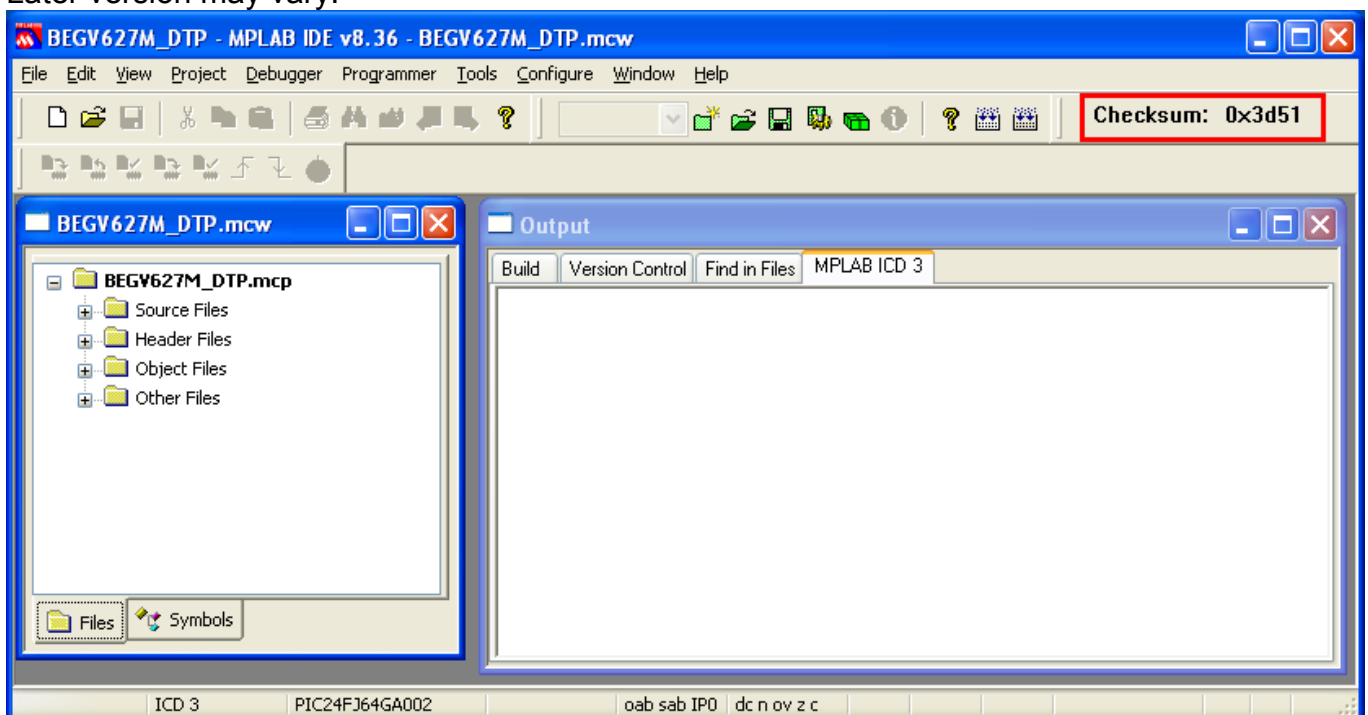 Later version may vary.
BEGV627M_DTP - MPLAB IDE v8.36 - BEGV627M_DTP.mcw
File Edit View Project Debugger Programmer Tools Configure Window Help
Checksum: 0x3d51
BEGV627M_DTP.mcw
BEGV627M_DTP.mcp
Source Files
Header Files
Object Files
Other Files
Files Symbols
Output
Build Version Control Find in Files MPLAB ICD 3
ICD 3 PIC24FJ64GA002 oab sab IP0 dc n ov z c